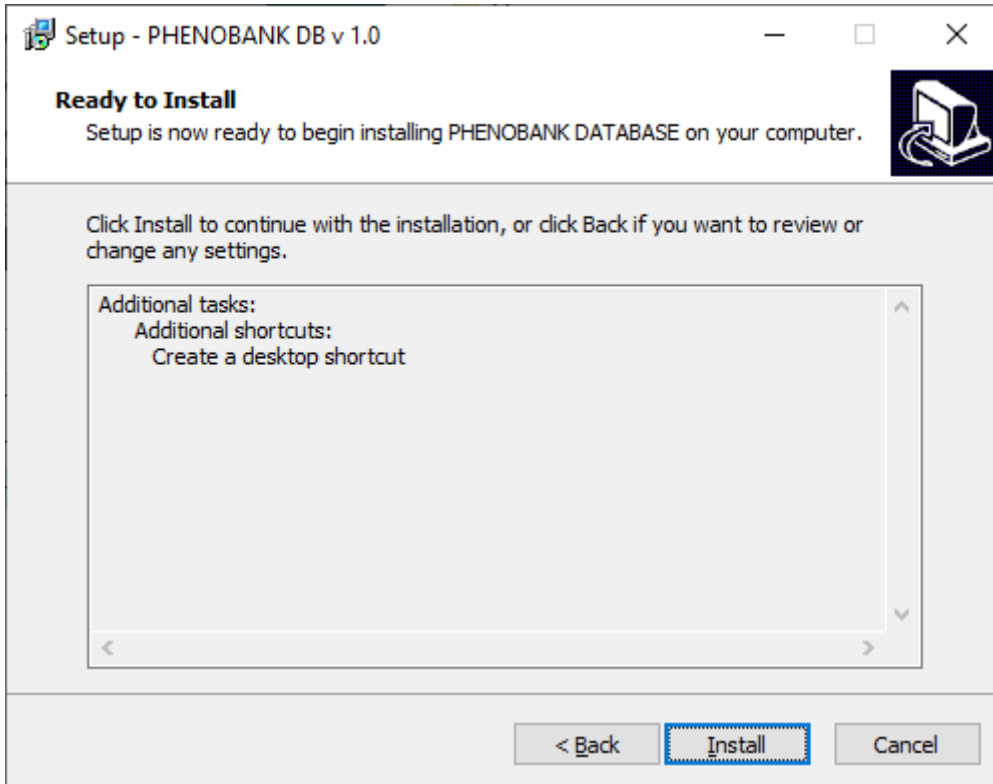 Setup - PHENOBANK DB v 1.0
Ready to Install
Setup is now ready to begin installing PHENOBANK DATABASE on your computer.
Click Install to continue with the installation, or click Back if you want to review or
change any settings.
Additional tasks:
Additional shortcuts:
Create a desktop shortcut
< Back
Install
Cancel